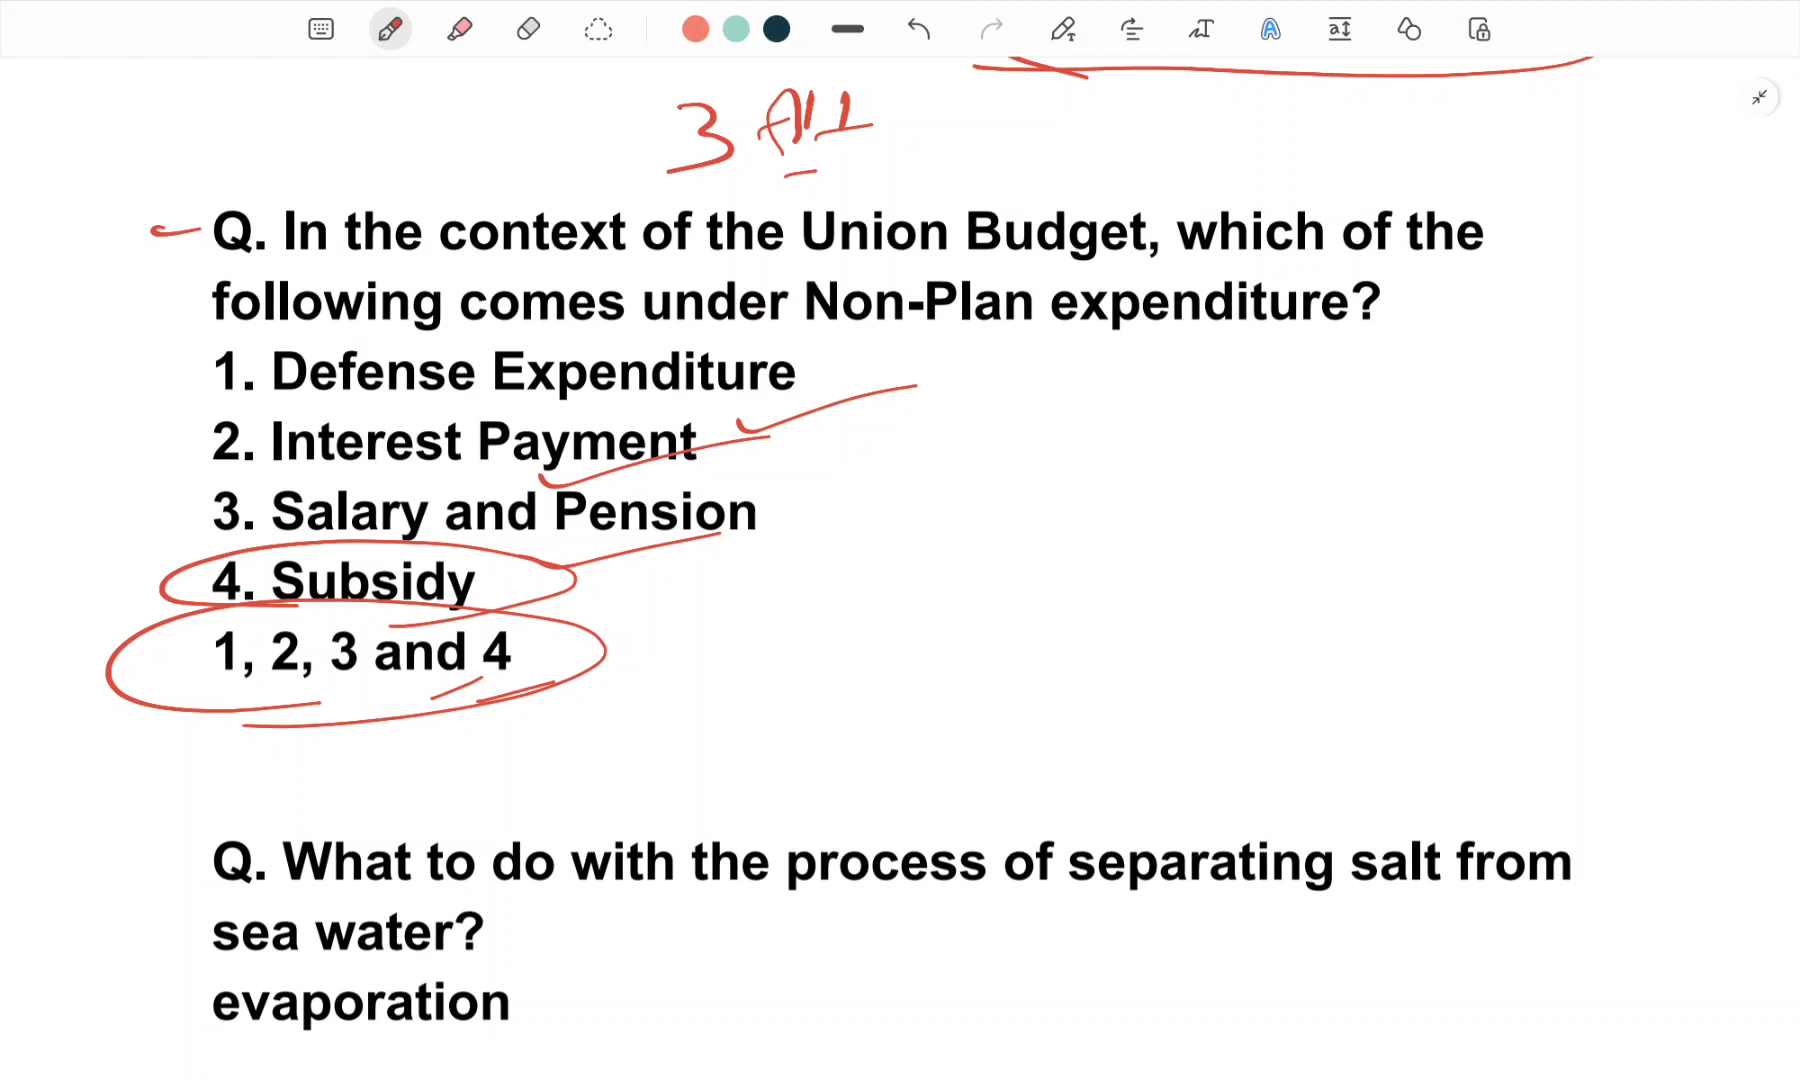 3 All
Q. In the context of the Union Budget, which of the
following comes under Non-Plan expenditure?
1. Defense Expenditure
2. Interest Payment
3. Salary and Pension
4. Subsidy
1, 2, 3 and 4
Q. What to do with the process of separating salt from
sea water?
evaporation